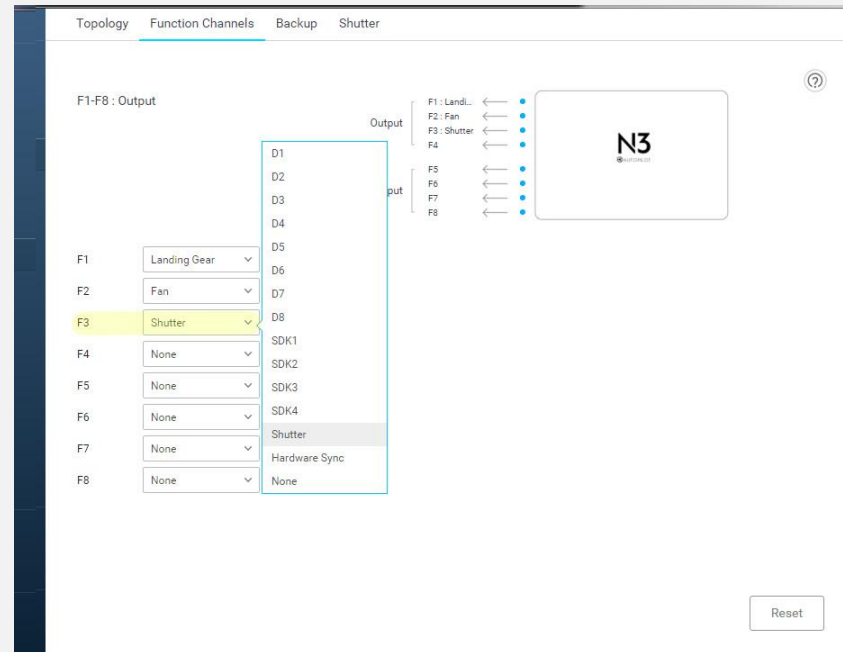 Topology Function Channels Backup Shutter
?
F1-F8 : Output
Output
F1 : Landi...
F2 : Fan
F3 : Shutter
F4
put
F5
F6
F7
F8
N3
AUTOPILOT
F1 Landing Gear
F2 Fan
F3 Shutter
F4 None
F5 None
F6 None
F7 None
F8 None
D1
D2
D3
D4
D5
D6
D7
D8
SDK1
SDK2
SDK3
SDK4
Shutter
Hardware Sync
None
Reset